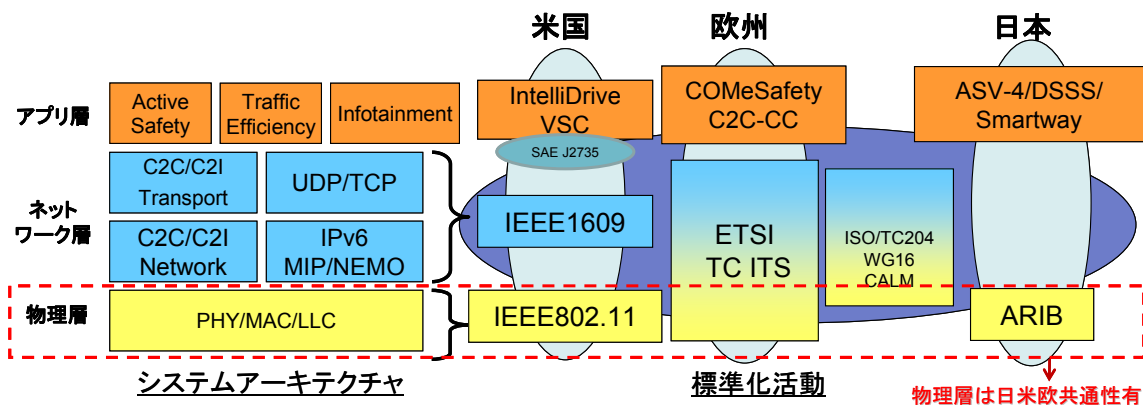 米国
欧州
日本
アプリ層
Active
Safety
Traffic
Efficiency
Infotainment
IntelliDrive
VSC
SAE J2735
COMeSafety
C2C-CC
ASV-4/DSSS/
Smartway
ネット
ワーク層
C2C/C2I
Transport
UDP/TCP
C2C/C2I
Network
IPv6
MIP/NEMO
IEEE1609
ETSI
TC ITS
ISO/TC204
WG16
CALM
物理層
PHY/MAC/LLC
IEEE802.11
ARIB
システムアーキテクチャ
標準化活動
物理層は日米欧共通性有